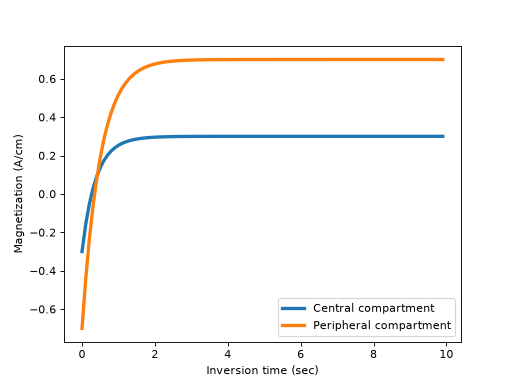 0.6
0.4
0.2
0.0
−0.2
−0.4
−0.6
Magnetization (A/cm)
Central compartment
Peripheral compartment
0 2 4 6 8 10
Inversion time (sec)